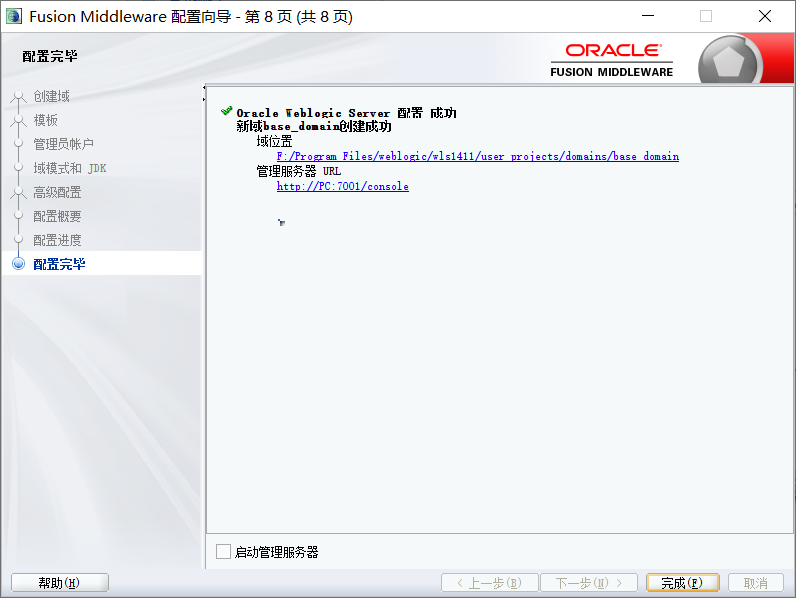 Fusion Middleware 配置向导 - 第 8 页 (共 8 页)
配置完毕
ORACLE
FUSION MIDDLEWARE
创建域
模板
管理员帐户
域模式和 JDK
高级配置
配置概要
配置进度
配置完毕
Oracle Weblogic Server 配置 成功
新域base_domain创建成功
域位置
F:/Program Files/weblogic/wls1411/user_projects/domains/base_domain
管理服务器 URL
http://PC:7001/console
启动管理服务器
帮助(H)
< 上一步(B)
下一步(N) >
完成(F)
取消